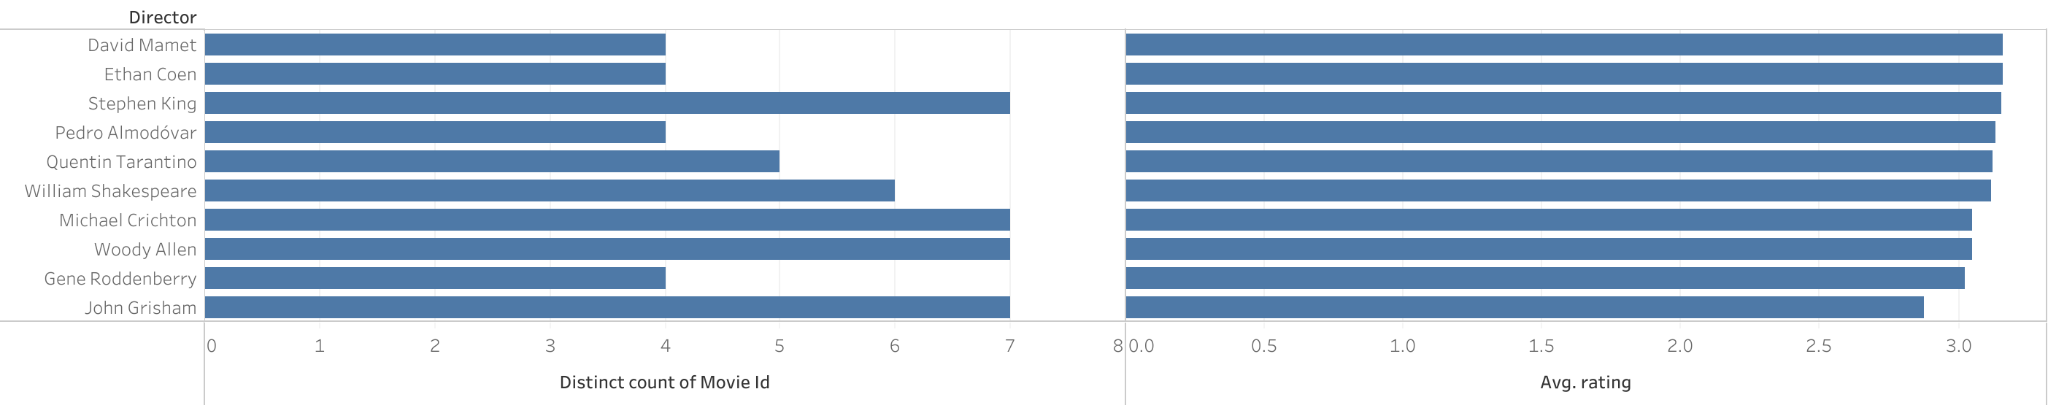 Director
David Mamet
Ethan Coen
Stephen King
Pedro Almodóvar
Quentin Tarantino
William Shakespeare
Michael Crichton
Woody Allen
Gene Roddenberry
John Grisham
0 1 2 3 4 5 6 7 8 0.0 0.5 1.0 1.5 2.0 2.5 3.0
Distinct count of Movie Id Avg. rating